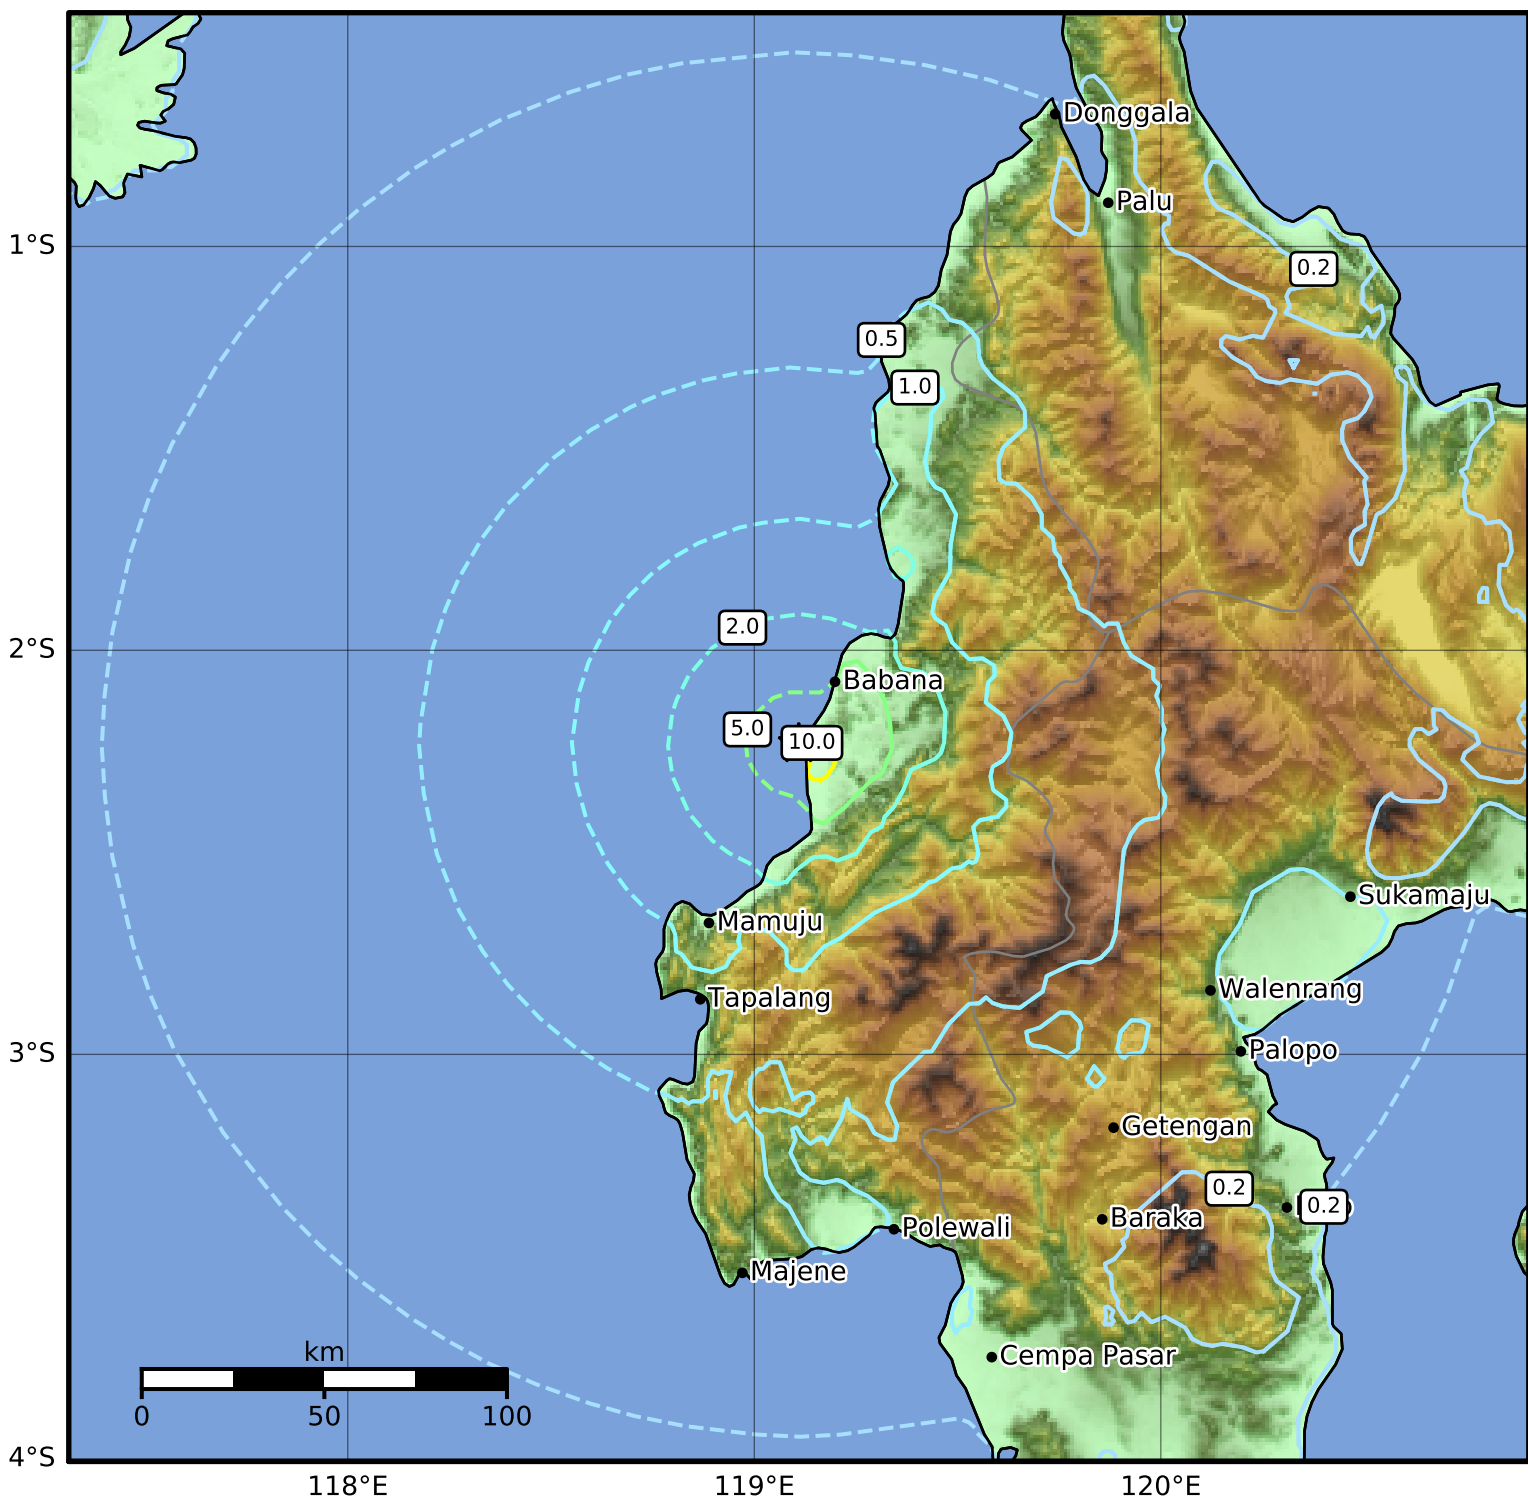 Donggala
Palu
1°S
0.2
0.5
1.0
2.0
2°S
Babana
5.0
10.0
Sukamaju
Mamuju
Walenrang
Tapalang
3°S
Palopo
Getengan
0.2
0.2
Baraka
Polewali
Majene
km
Cempa Pasar
0 50 100
4°S
118°E 119°E 120°E